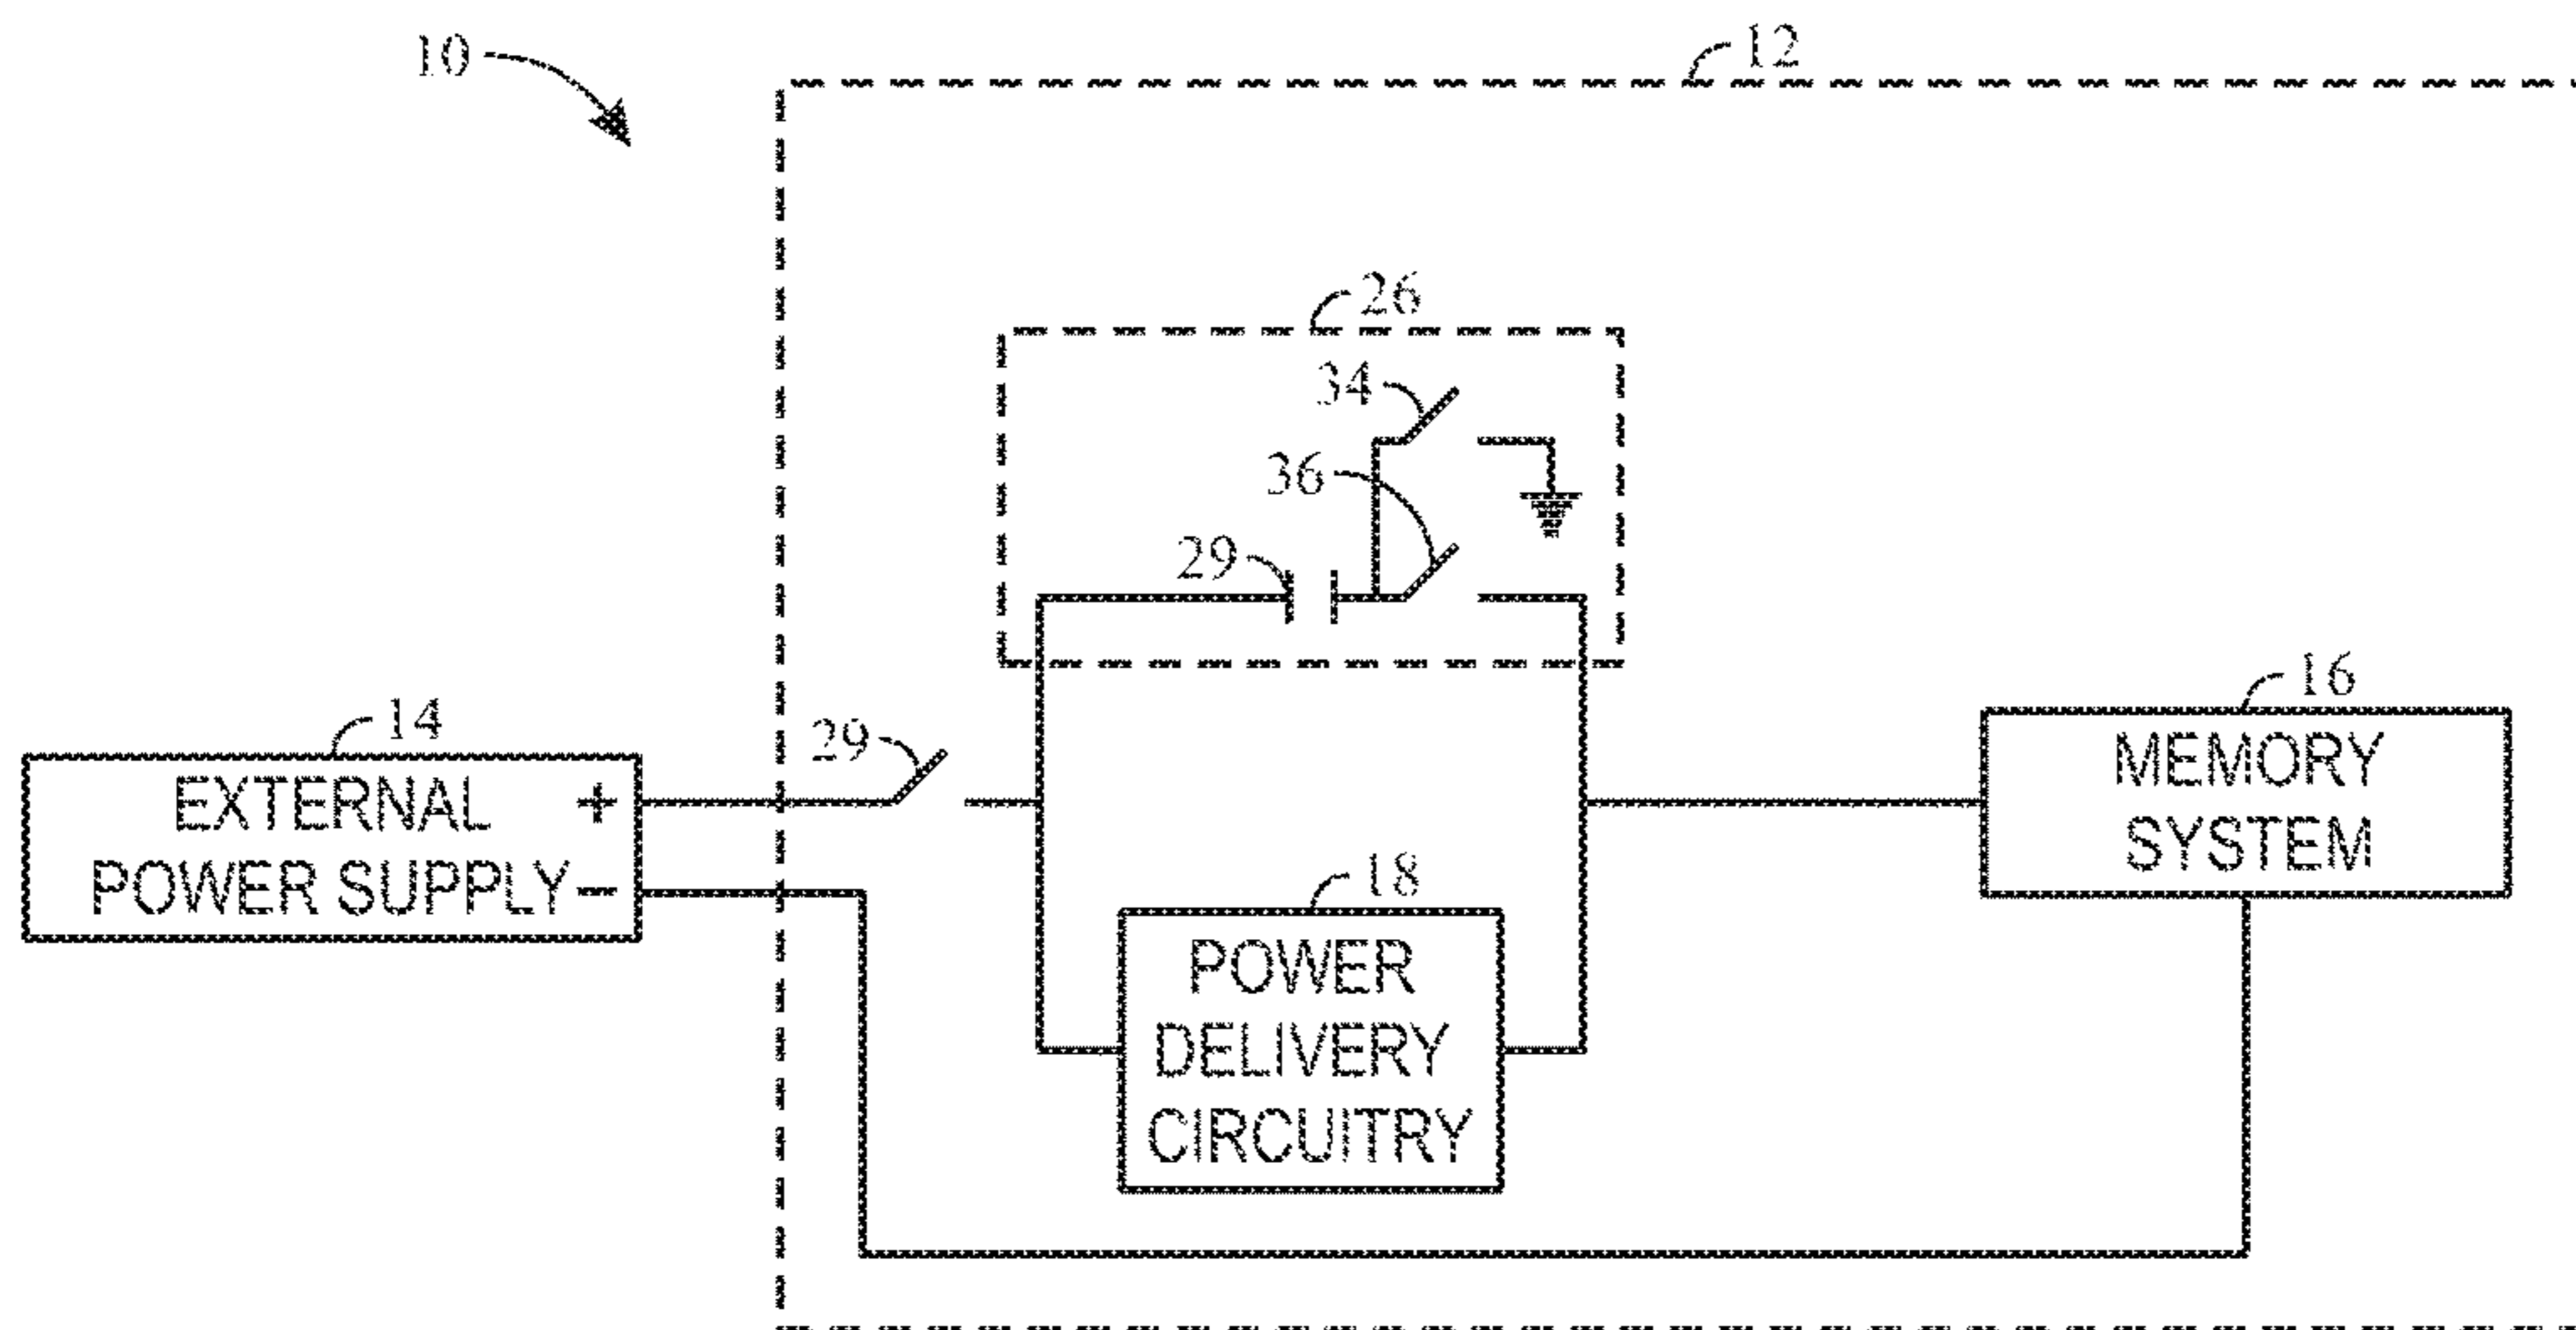 10
12
26
34
36
29
16
14
29
EXTERNAL +
POWER SUPPLY −
MEMORY
SYSTEM
18
POWER
DELIVERY
CIRCUITRY